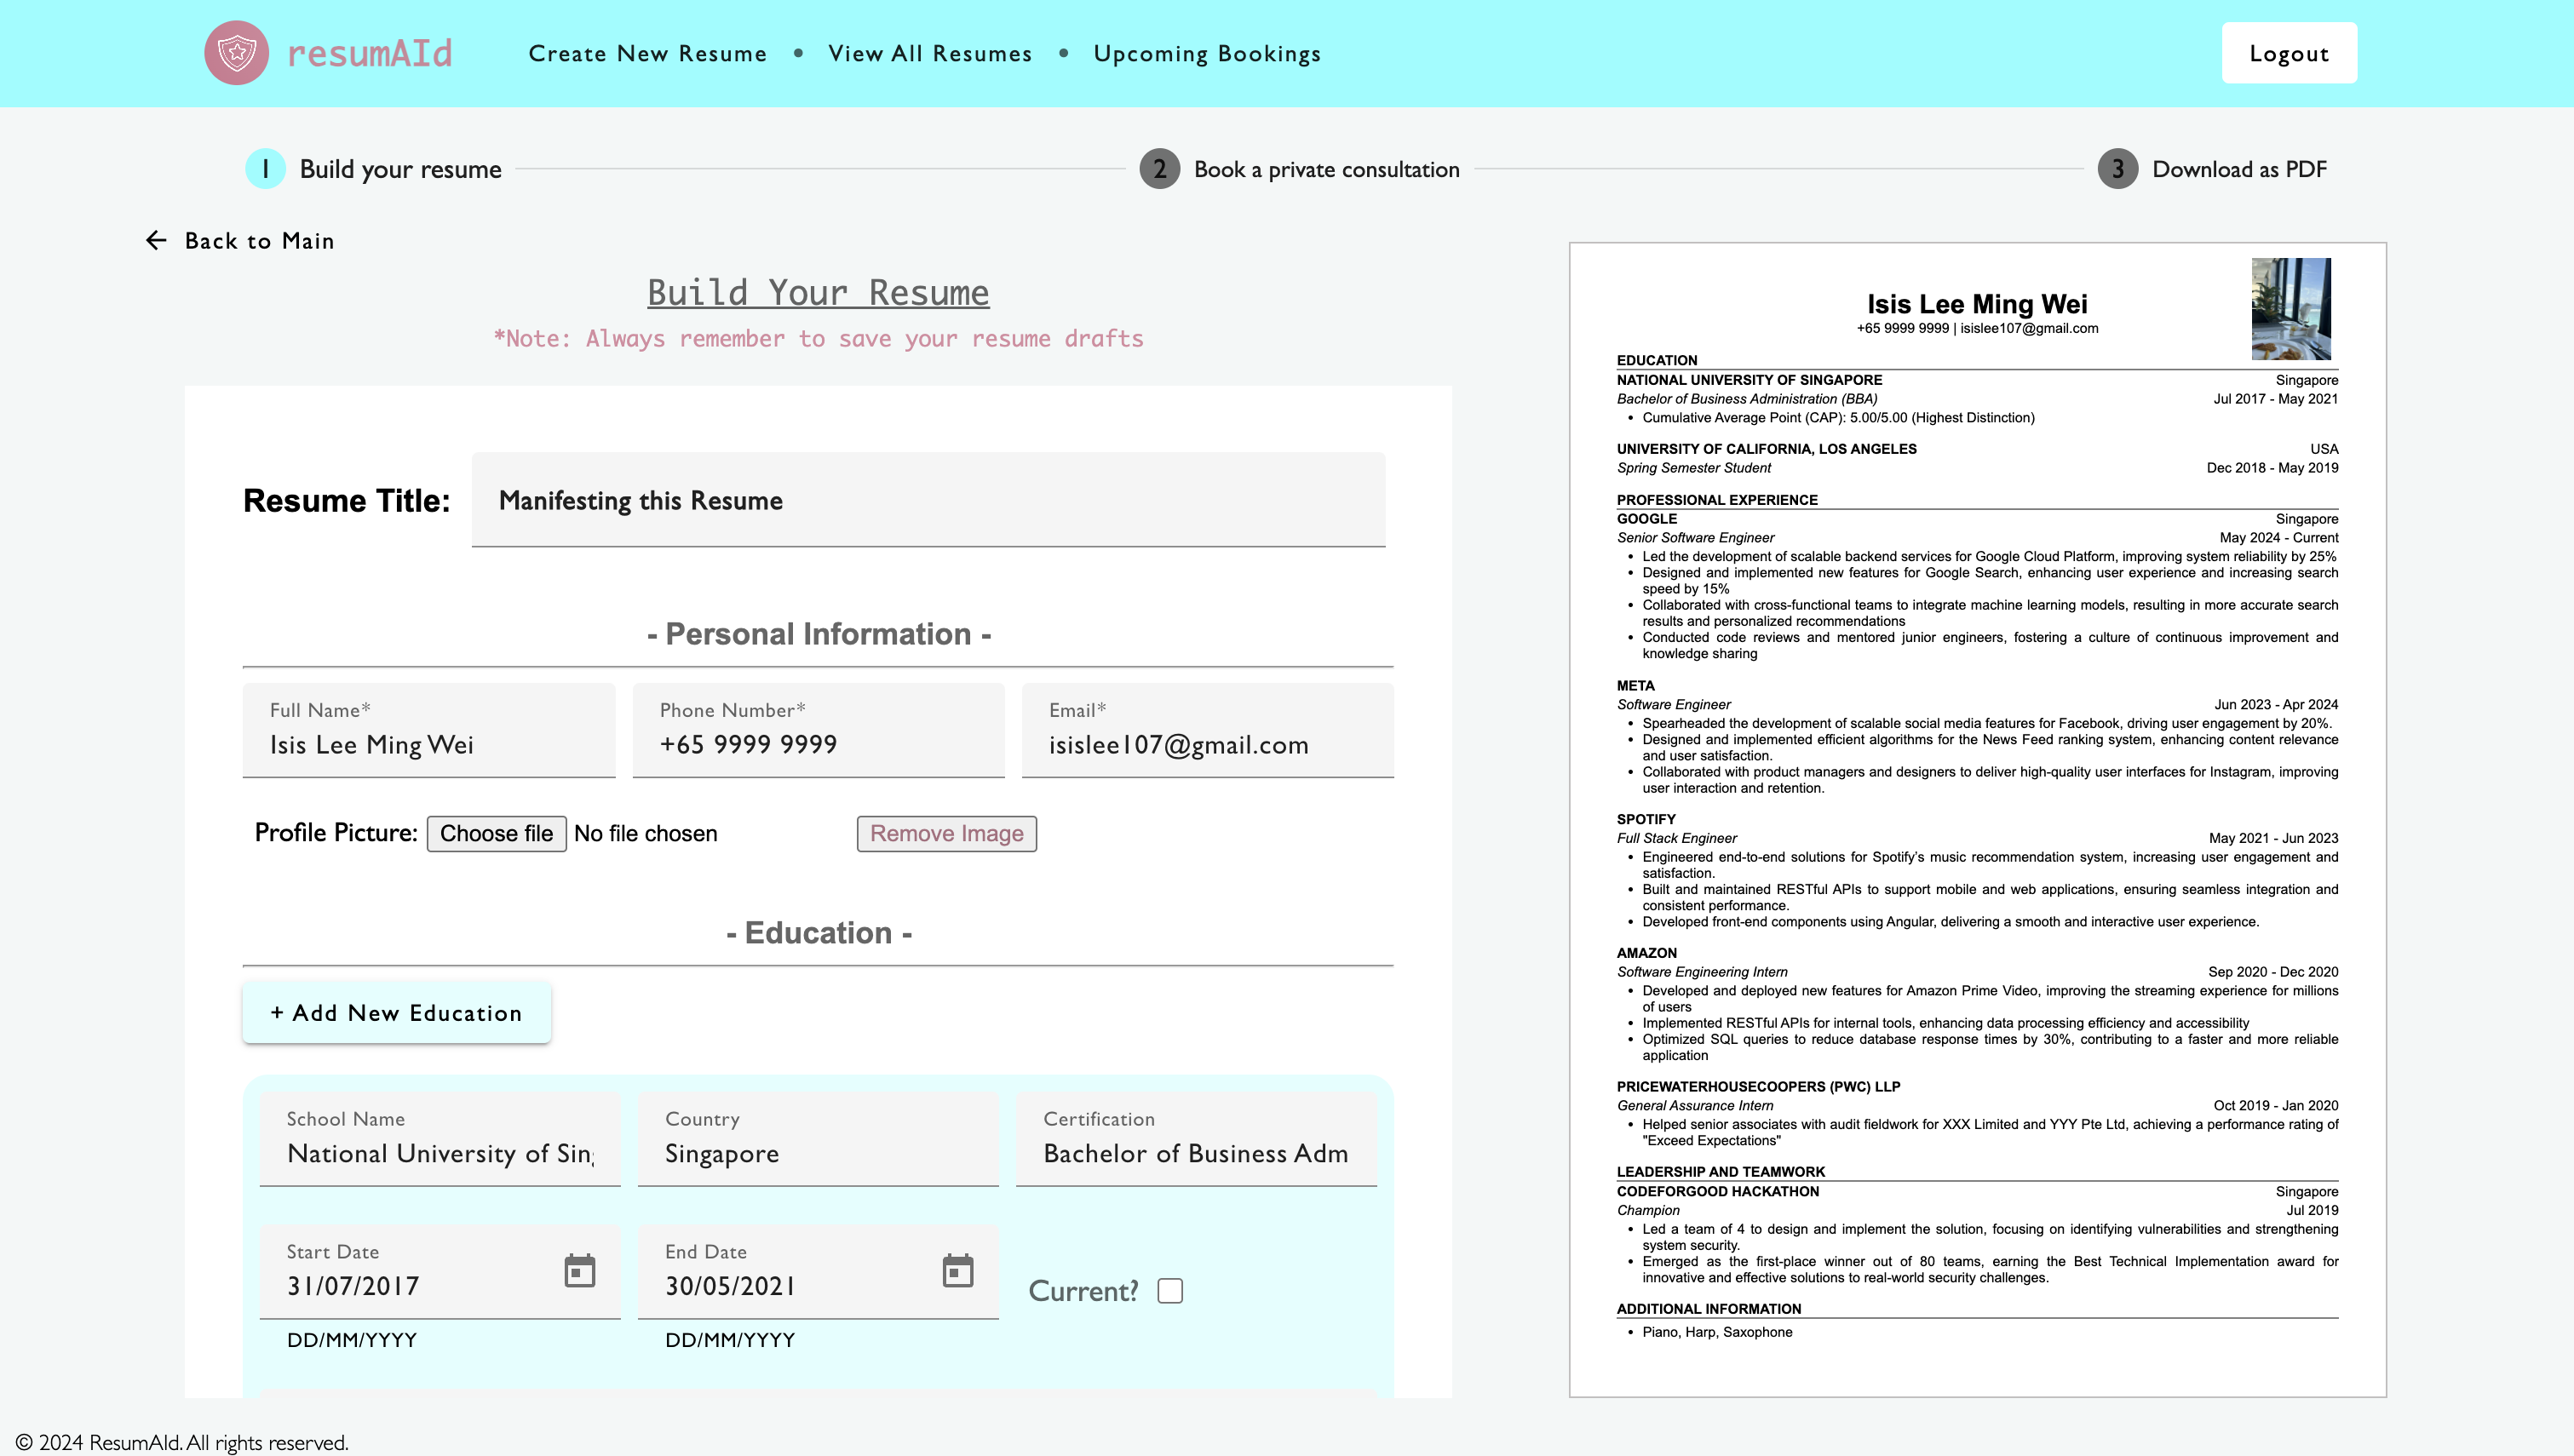 resumAId
Create New Resume • View All Resumes • Upcoming Bookings
Logout
1 Build your resume
2 Book a private consultation
3 Download as PDF
← Back to Main
Build Your Resume
*Note: Always remember to save your resume drafts
Resume Title: Manifesting this Resume
- Personal Information -
Full Name*
Isis Lee Ming Wei
Phone Number*
+65 9999 9999
Email*
isislee107@gmail.com
Profile Picture: Choose file No file chosen
Remove Image
- Education -
+ Add New Education
School Name
National University of Sin
Country
Singapore
Certification
Bachelor of Business Adm
Start Date
31/07/2017
DD/MM/YYYY
End Date
30/05/2021
DD/MM/YYYY
Current?
Isis Lee Ming Wei
+65 9999 9999 | isislee107@gmail.com
EDUCATION
NATIONAL UNIVERSITY OF SINGAPORE Singapore
Bachelor of Business Administration (BBA) Jul 2017 - May 2021
• Cumulative Average Point (CAP): 5.00/5.00 (Highest Distinction)
UNIVERSITY OF CALIFORNIA, LOS ANGELES USA
Spring Semester Student Dec 2018 - May 2019
PROFESSIONAL EXPERIENCE
GOOGLE Singapore
Senior Software Engineer May 2024 - Current
• Led the development of scalable backend services for Google Cloud Platform, improving system reliability by 25%
• Designed and implemented new features for Google Search, enhancing user experience and increasing search
speed by 15%
• Collaborated with cross-functional teams to integrate machine learning models, resulting in more accurate search
results and personalized recommendations
• Conducted code reviews and mentored junior engineers, fostering a culture of continuous improvement and
knowledge sharing
META
Software Engineer Jun 2023 - Apr 2024
• Spearheaded the development of scalable social media features for Facebook, driving user engagement by 20%.
• Designed and implemented efficient algorithms for the News Feed ranking system, enhancing content relevance
and user satisfaction.
• Collaborated with product managers and designers to deliver high-quality user interfaces for Instagram, improving
user interaction and retention.
SPOTIFY
Full Stack Engineer May 2021 - Jun 2023
• Engineered end-to-end solutions for Spotify's music recommendation system, increasing user engagement and
satisfaction.
• Built and maintained RESTful APIs to support mobile and web applications, ensuring seamless integration and
consistent performance.
• Developed front-end components using Angular, delivering a smooth and interactive user experience.
AMAZON
Software Engineering Intern Sep 2020 - Dec 2020
• Developed and deployed new features for Amazon Prime Video, improving the streaming experience for millions
of users
• Implemented RESTful APIs for internal tools, enhancing data processing efficiency and accessibility
• Optimized SQL queries to reduce database response times by 30%, contributing to a faster and more reliable
application
PRICEWATERHOUSECOOPERS (PWC) LLP
General Assurance Intern Oct 2019 - Jan 2020
• Helped senior associates with audit fieldwork for XXX Limited and YYY Pte Ltd, achieving a performance rating of
"Exceed Expectations"
LEADERSHIP AND TEAMWORK
CODEFORGOOD HACKATHON Singapore
Champion Jul 2019
• Led a team of 4 to design and implement the solution, focusing on identifying vulnerabilities and strengthening
system security.
• Emerged as the first-place winner out of 80 teams, earning the Best Technical Implementation award for
innovative and effective solutions to real-world security challenges.
ADDITIONAL INFORMATION
• Piano, Harp, Saxophone
© 2024 ResumAId. All rights reserved.